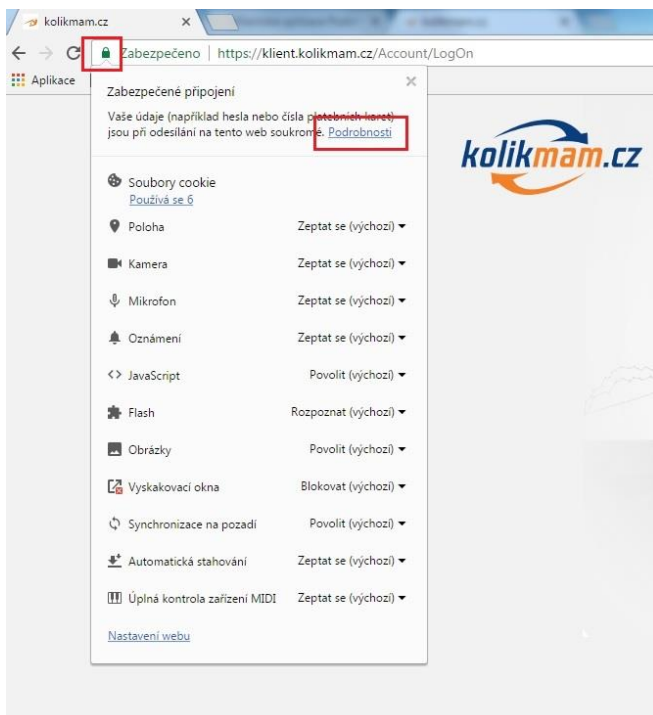 kolikmam.cz
Zabezpečeno | https://klient.kolikmam.cz/Account/LogOn
Aplikace
Zabezpečené připojení
Vaše údaje (například hesla nebo čísla platebních karet)
jsou při odesílání na tento web soukromé. Podrobnosti
kolikmam.cz
Soubory cookie
Používá se 6
Poloha Zeptat se (výchozí)
Kamera Zeptat se (výchozí)
Mikrofon Zeptat se (výchozí)
Oznámení Zeptat se (výchozí)
JavaScript Povolit (výchozí)
Flash Rozpoznat (výchozí)
Obrázky Povolit (výchozí)
Vyskakovací okna Blokovat (výchozí)
Synchronizace na pozadí Povolit (výchozí)
Automatická stahování Zeptat se (výchozí)
Úplná kontrola zařízení MIDI Zeptat se (výchozí)
Nastavení webu